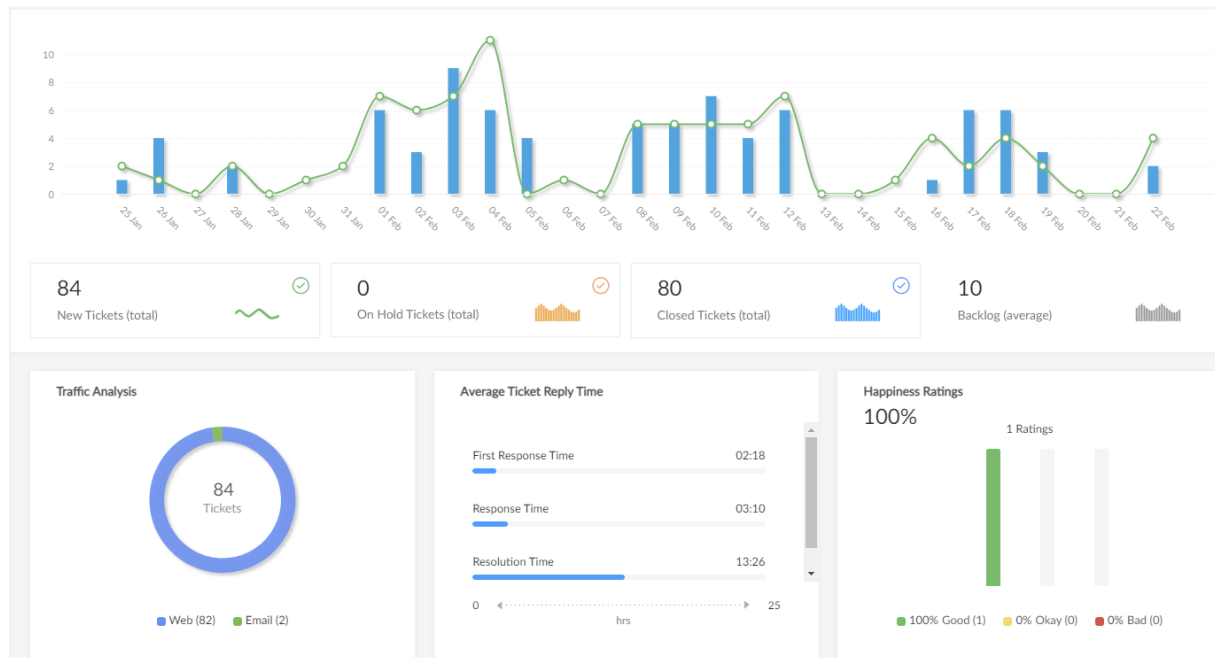 10
8
6
4
2
0
25 Jan 26 Jan 27 Jan 28 Jan 29 Jan 30 Jan 31 Jan 01 Feb 02 Feb 03 Feb 04 Feb 05 Feb 06 Feb 07 Feb 08 Feb 09 Feb 10 Feb 11 Feb 12 Feb 13 Feb 14 Feb 15 Feb 16 Feb 17 Feb 18 Feb 19 Feb 20 Feb 21 Feb 22 Feb
84 0 80 10
New Tickets (total) On Hold Tickets (total) Closed Tickets (total) Backlog (average)
Traffic Analysis
84
Tickets
Web (82) Email (2)
Average Ticket Reply Time
First Response Time 02:18
Response Time 03:10
Resolution Time 13:26
0 25
hrs
Happiness Ratings
100%
1 Ratings
100% Good (1) 0% Okay (0) 0% Bad (0)